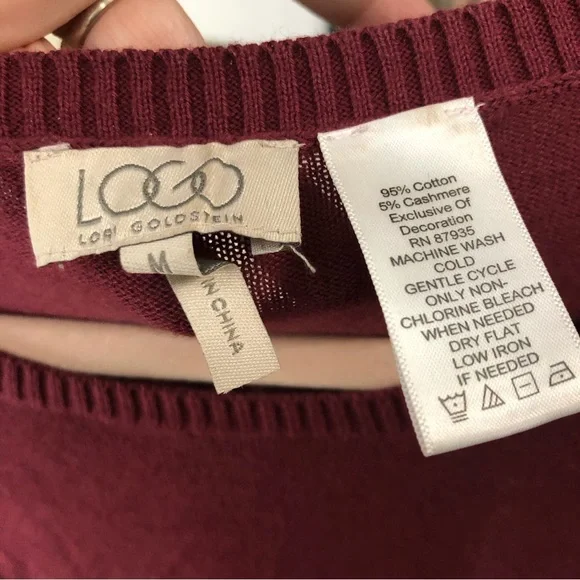 LOGO
LORI GOLDSTEIN
M
IN CHINA
95% Cotton
5% Cashmere
Exclusive Of
Decoration
RN 87935
MACHINE WASH
COLD
GENTLE CYCLE
ONLY NON-
CHLORINE BLEACH
WHEN NEEDED
DRY FLAT
LOW IRON
IF NEEDED